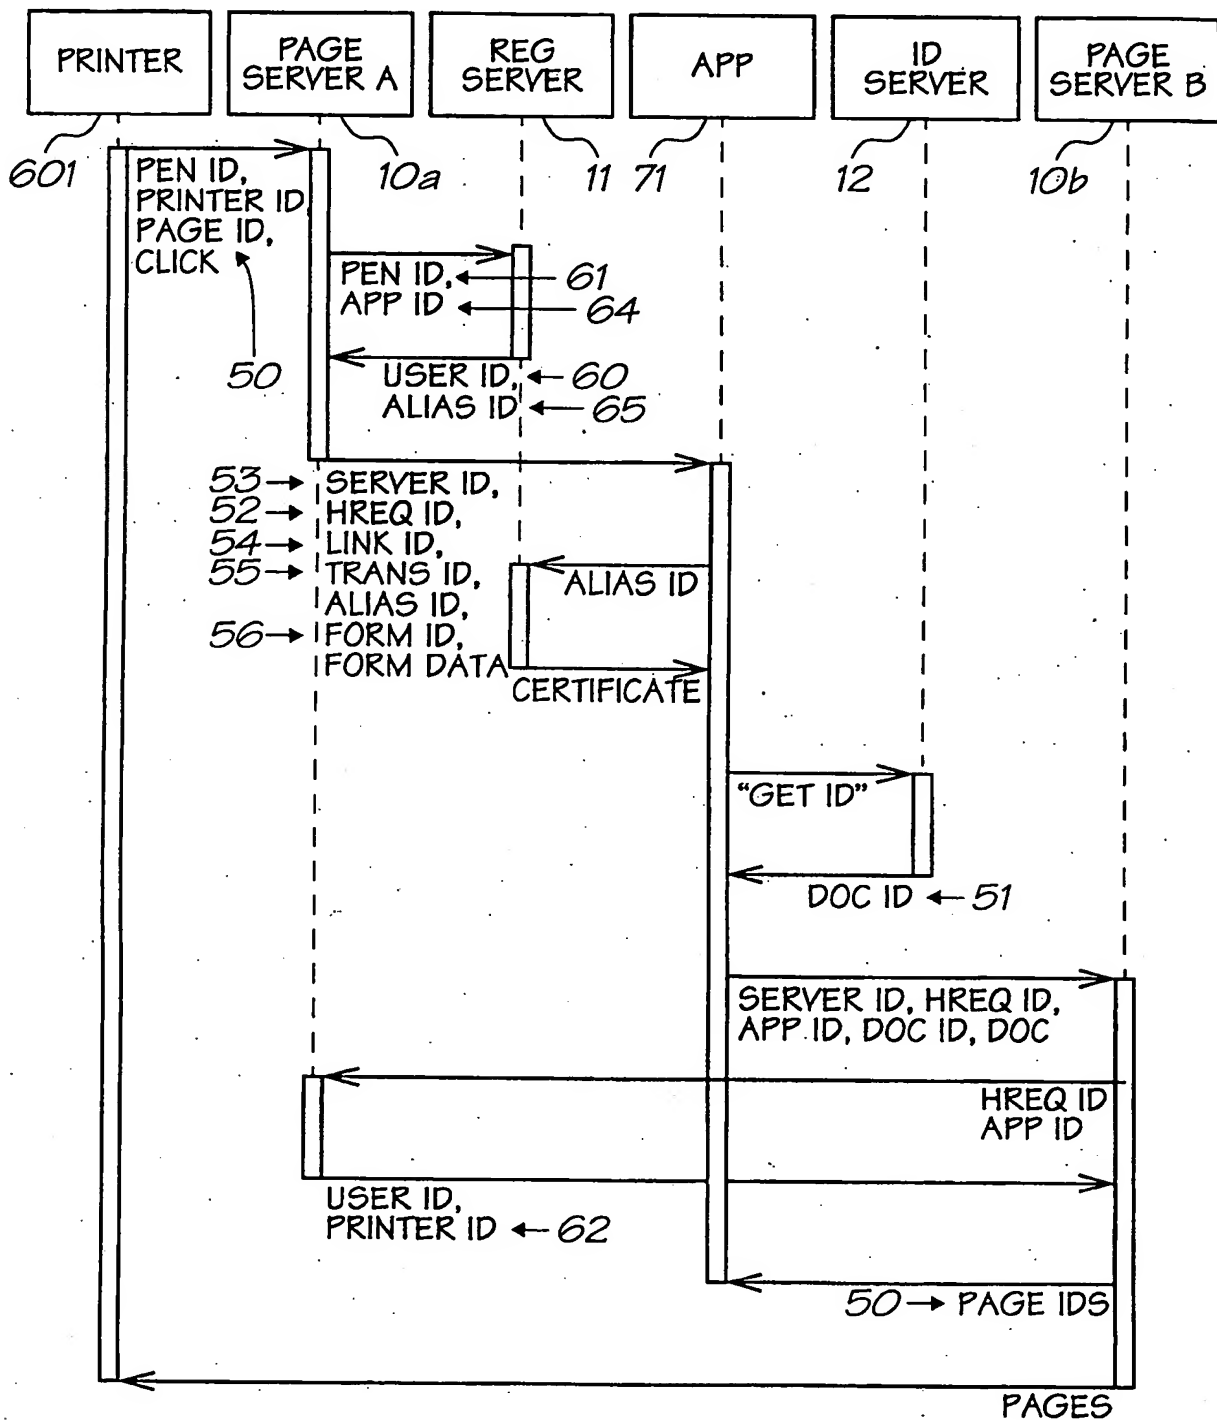 PRINTER
PAGE
SERVER A
REG
SERVER
APP
ID
SERVER
PAGE
SERVER B
601
10a
11
71
12
10b
PEN ID,
PRINTER ID
PAGE ID,
CLICK
50
PEN ID,
61
APP ID
64
USER ID,
60
ALIAS ID
65
53
SERVER ID,
52
HREQ ID,
54
LINK ID,
55
TRANS ID,
ALIAS ID,
56
FORM ID,
FORM DATA
ALIAS ID
CERTIFICATE
"GET ID"
DOC ID
51
SERVER ID, HREQ ID,
APP ID, DOC ID, DOC
HREQ ID
APP ID
USER ID,
PRINTER ID
62
50
PAGE IDS
PAGES